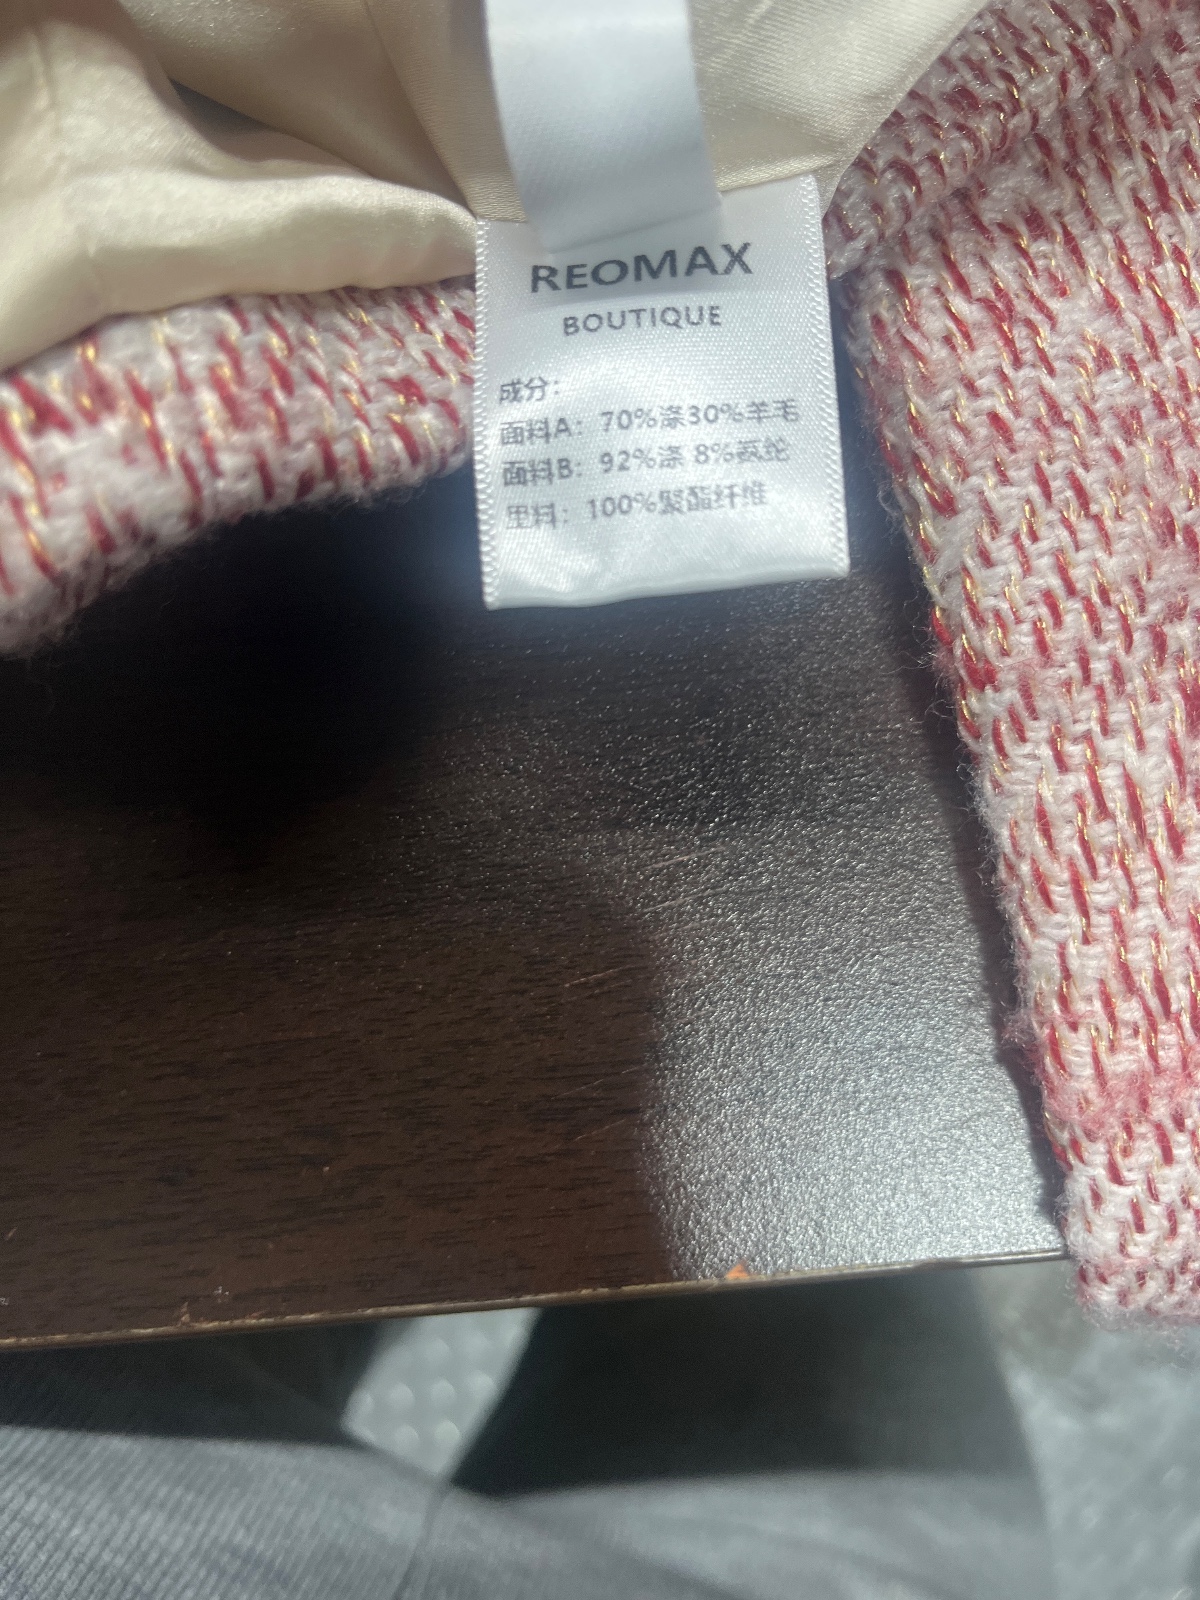 REOMAX
BOUTIQUE
成分：
面料A：70%涤30%羊毛
面料B：92%涤 8%氨纶
里料：100%聚酯纤维